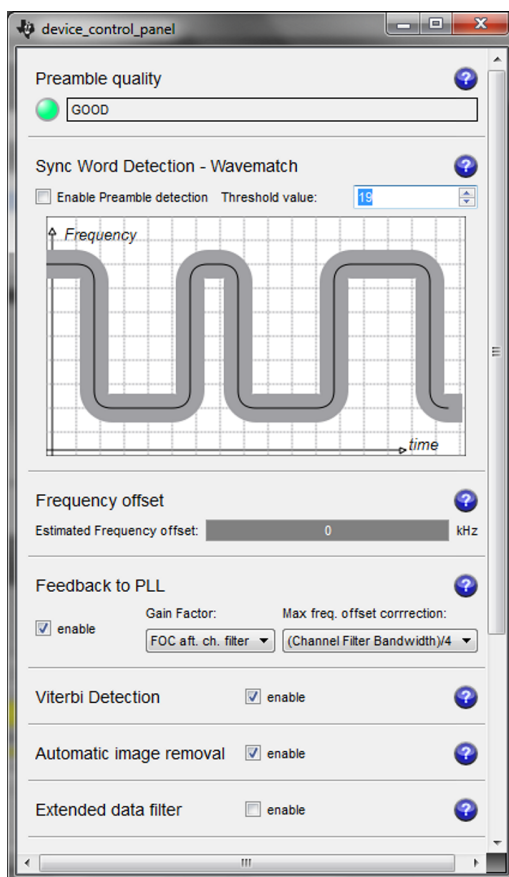 device_control_panel
Preamble quality
GOOD
Sync Word Detection - Wavematch
Enable Preamble detection Threshold value: 19
Frequency
time
Frequency offset
Estimated Frequency offset: 0 kHz
Feedback to PLL
Gain Factor: Max freq. offset corrrection:
enable
FOC aft. ch. filter (Channel Filter Bandwidth)/4
Viterbi Detection enable
Automatic image removal enable
Extended data filter enable